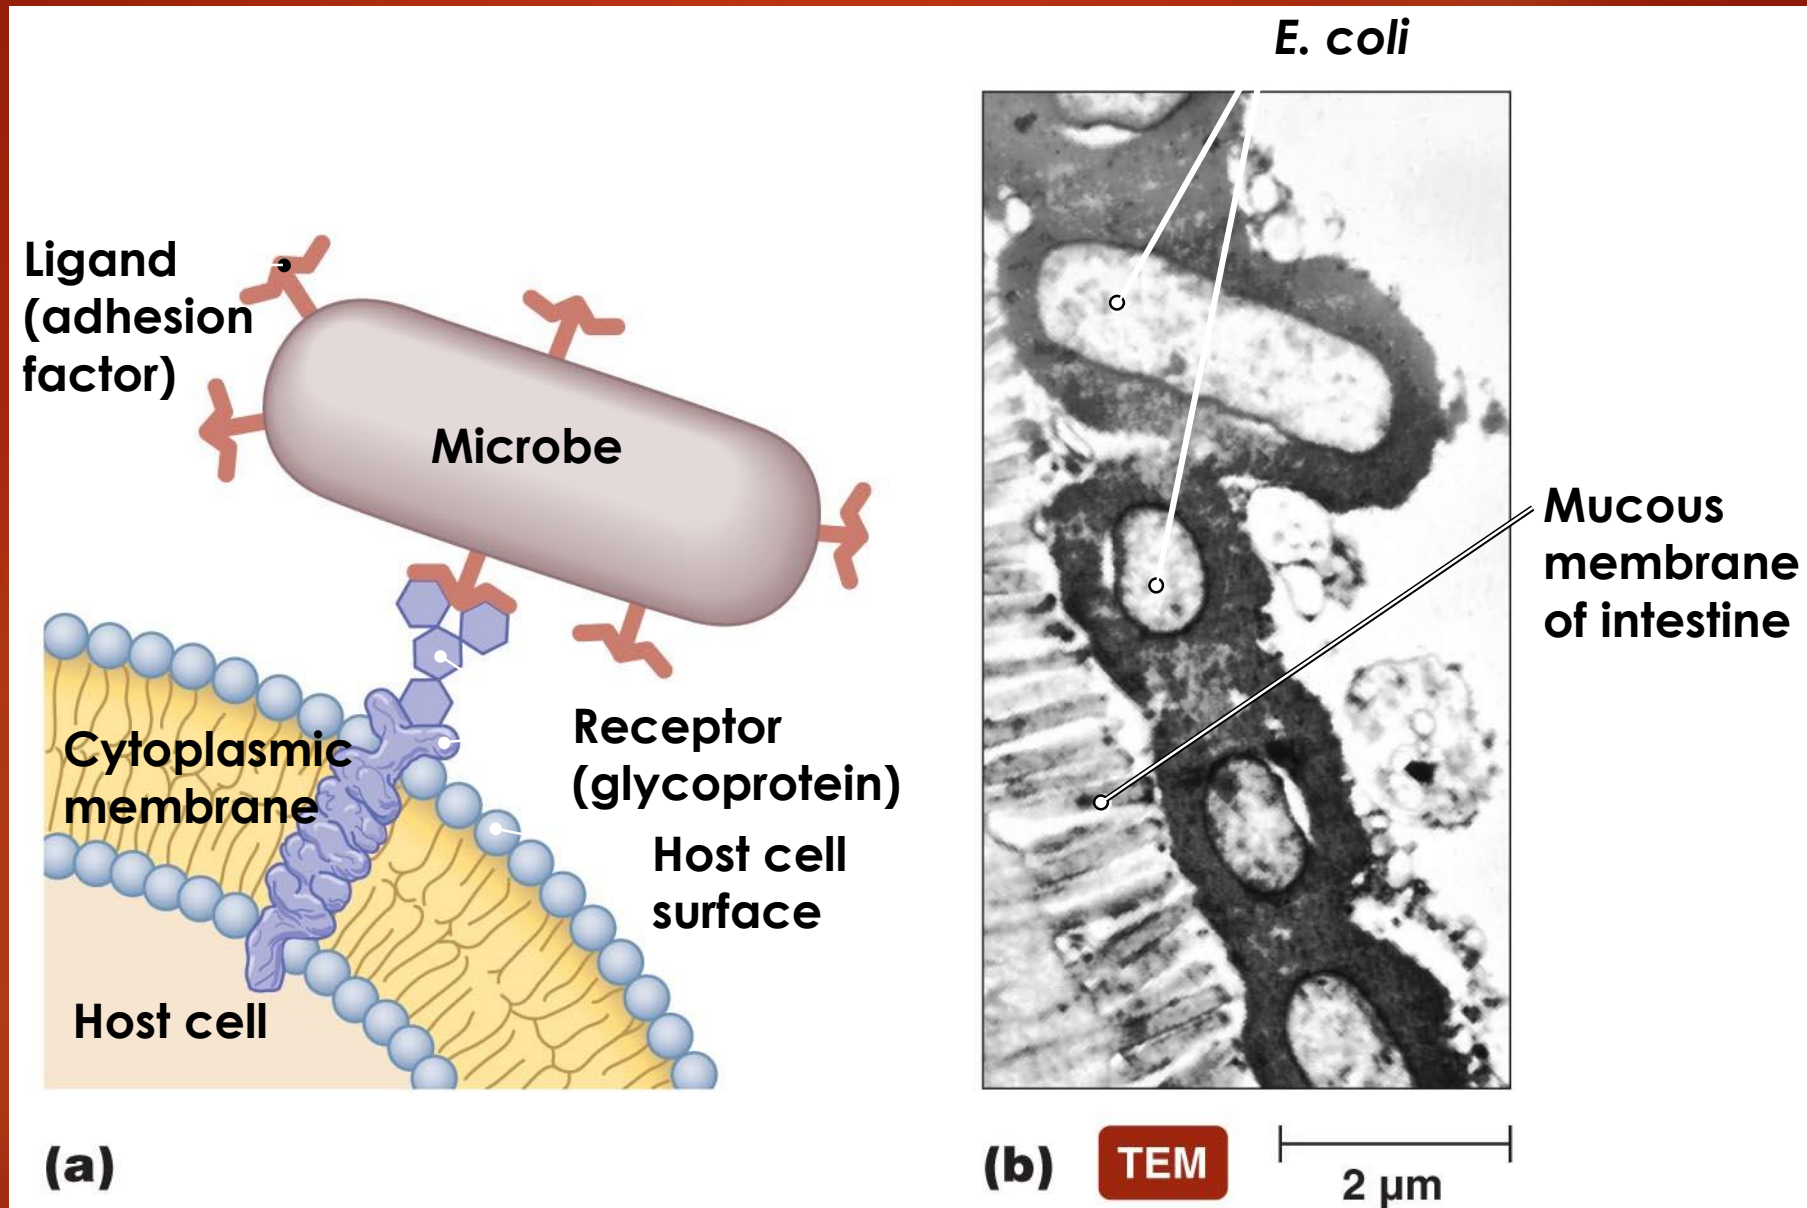 E. coli
Ligand
(adhesion
factor)
Microbe
Mucous
membrane
of intestine
Receptor
(glycoprotein)
Cytoplasmic
membrane
Host cell
surface
Host cell
(a)
(b)
TEM
2 μm